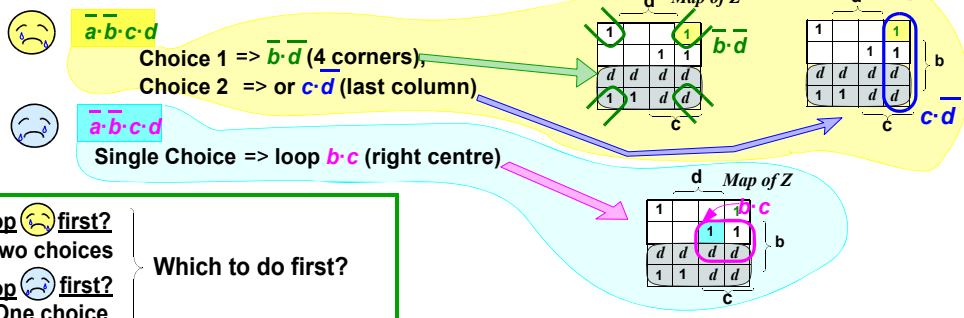 a̅·b̅·c·d
Choice 1 => b̅·d̅ (4 corners),
Choice 2 => or c·d̅ (last column)
d
Map of Z
1 1
1 1
d d d d
1 1 d d
c
b̅·d̅
1 1
1 1
d d d d
1 1 d d
b
c
c·d̅
a̅·b̅·c·d
Single Choice => loop b·c (right centre)
d
Map of Z
1 1
b·c
1 1
d d d d
1 1 d d
b
c
first?
two choices
first?
One choice
Which to do first?